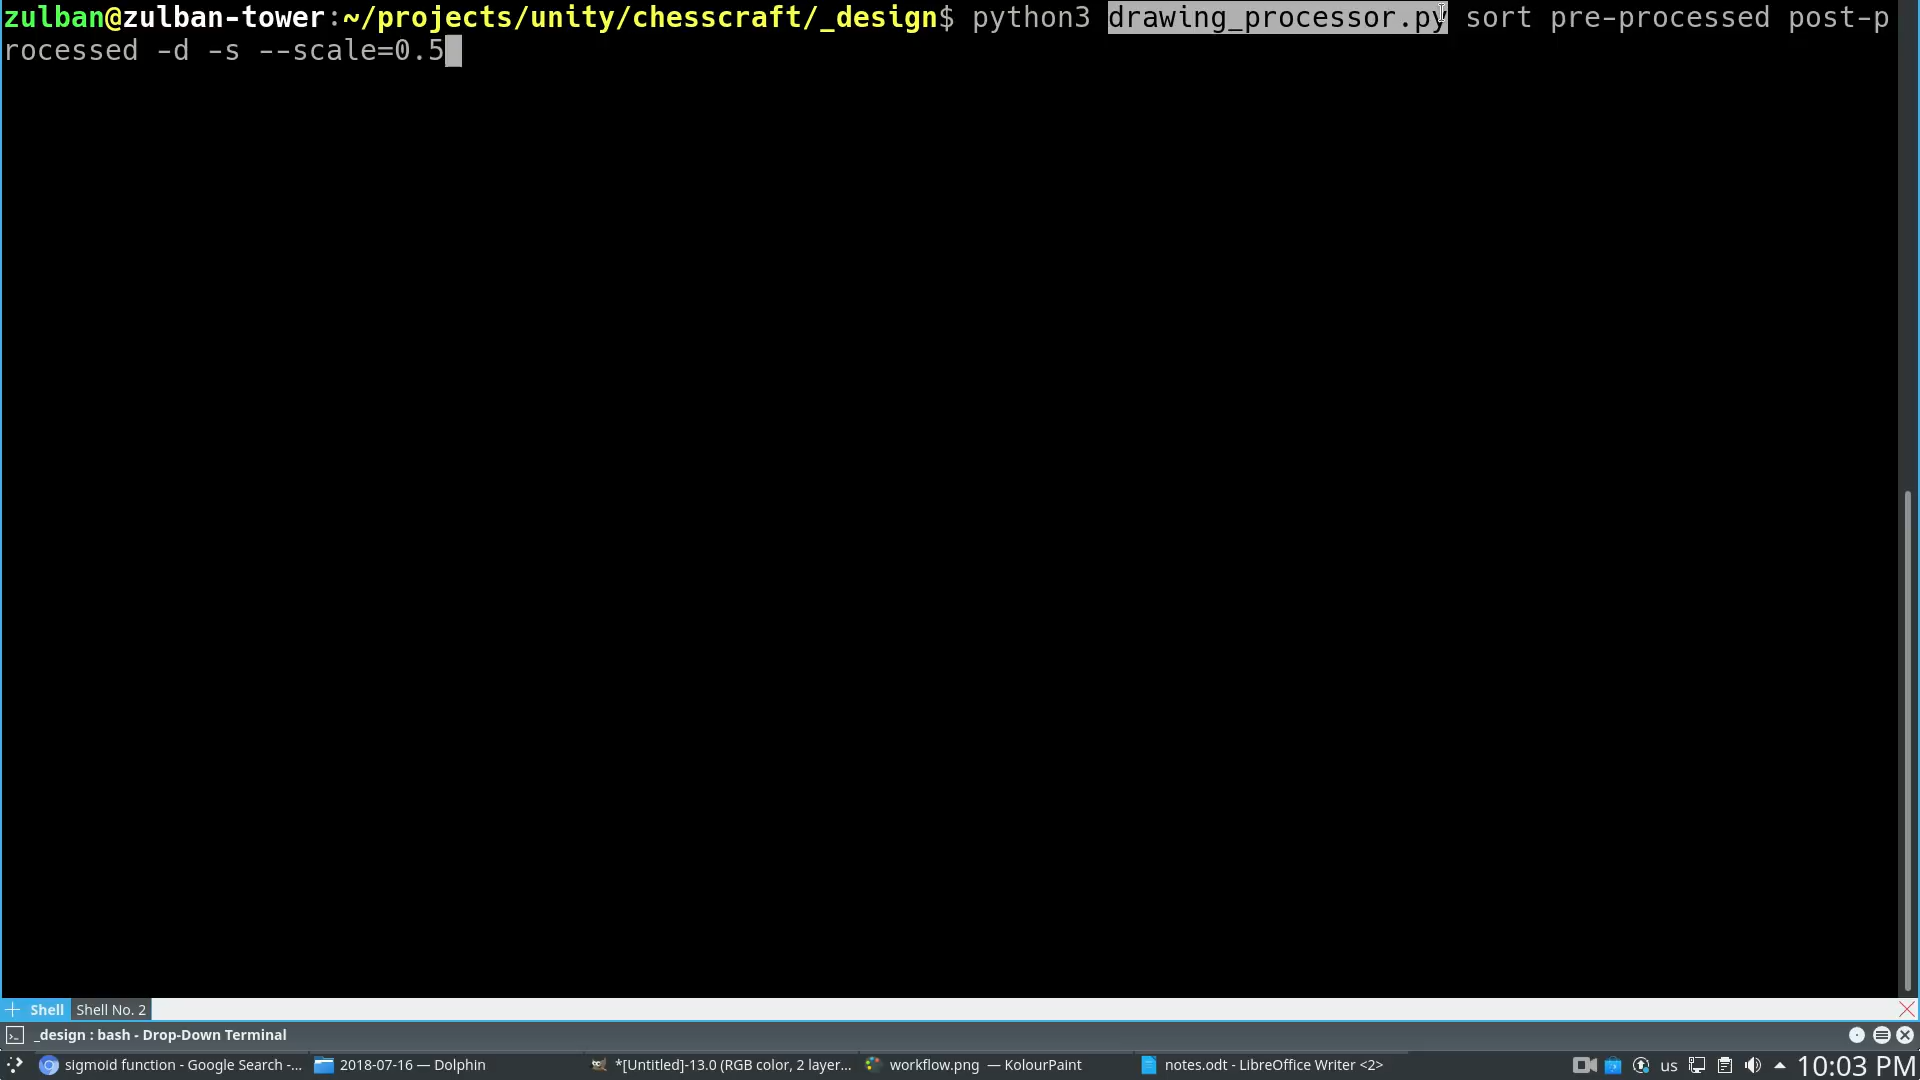 zulban@zulban-tower:~/projects/unity/chesscraft/_design$ python3 drawing_processor.py sort pre-processed post-p
rocessed -d -s --scale=0.5
Shell Shell No. 2
_design : bash - Drop-Down Terminal
sigmoid function - Google Search -... 2018-07-16 — Dolphin *[Untitled]-13.0 (RGB color, 2 layer... workflow.png — KolourPaint notes.odt - LibreOffice Writer <2> us 10:03 PM